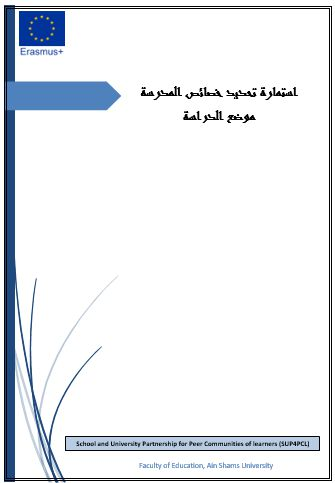 Erasmus+
استمارة تحديد خصائص المدرسة
موضع الدراسة
School and University Partnership for Peer Communities of learners (SUP4PCL)
Faculty of Education, Ain Shams University